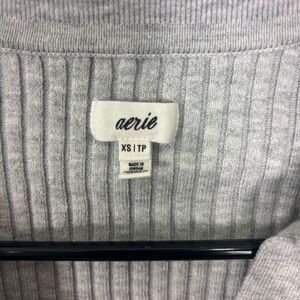 aerie
XS | TP
MADE IN
JORDAN